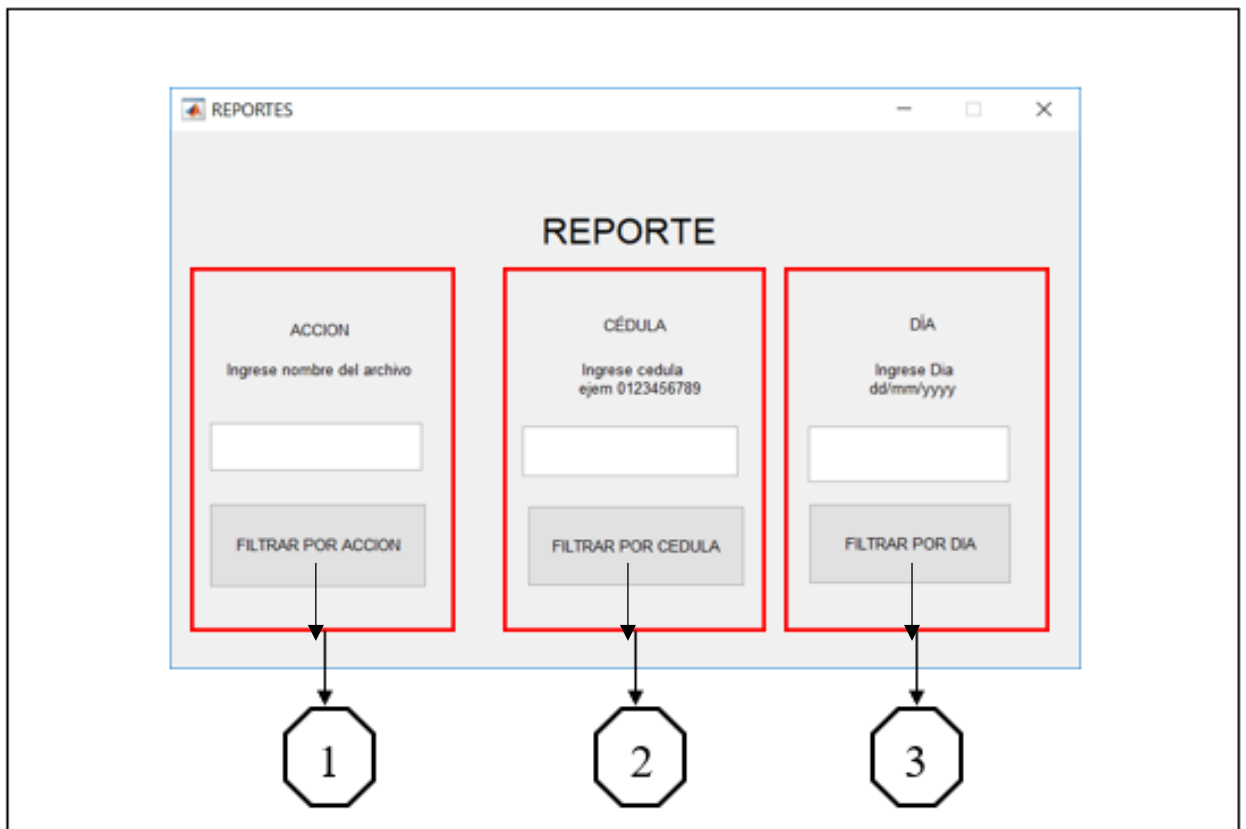 REPORTES
REPORTE
ACCION
Ingrese nombre del archivo
FILTRAR POR ACCION
CÉDULA
Ingrese cedula
ejem 0123456789
FILTRAR POR CEDULA
DÍA
Ingrese Dia
dd/mm/yyyy
FILTRAR POR DIA
1
2
3